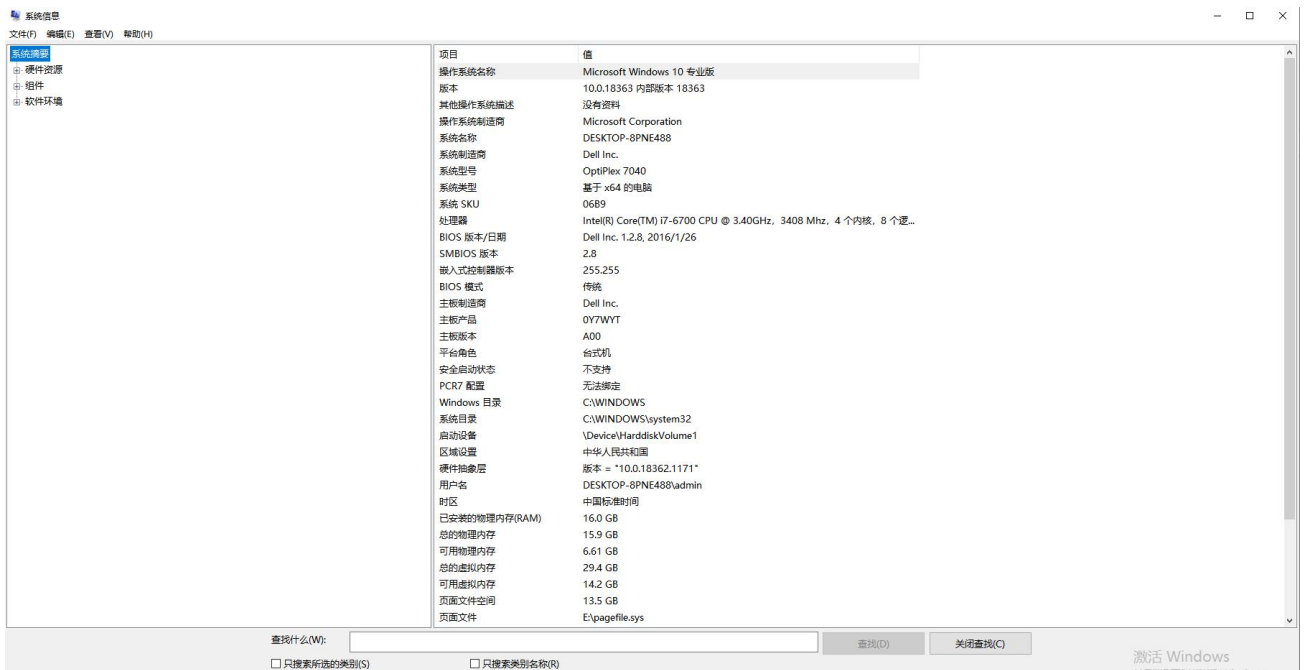 系统信息
文件(F) 编辑(E) 查看(V) 帮助(H)
系统摘要
硬件资源
组件
软件环境
项目 值
操作系统名称 Microsoft Windows 10 专业版
版本 10.0.18363 内部版本 18363
其他操作系统描述 没有资料
操作系统制造商 Microsoft Corporation
系统名称 DESKTOP-8PNE488
系统制造商 Dell Inc.
系统型号 OptiPlex 7040
系统类型 基于 x64 的电脑
系统 SKU 06B9
处理器 Intel(R) Core(TM) i7-6700 CPU @ 3.40GHz，3408 Mhz，4 个内核，8 个逻...
BIOS 版本/日期 Dell Inc. 1.2.8, 2016/1/26
SMBIOS 版本 2.8
嵌入式控制器版本 255.255
BIOS 模式 传统
主板制造商 Dell Inc.
主板产品 0Y7WYT
主板版本 A00
平台角色 台式机
安全启动状态 不支持
PCR7 配置 无法绑定
Windows 目录 C:\WINDOWS
系统目录 C:\WINDOWS\system32
启动设备 \Device\HarddiskVolume1
区域设置 中华人民共和国
硬件抽象层 版本 = "10.0.18362.1171"
用户名 DESKTOP-8PNE488\admin
时区 中国标准时间
已安装的物理内存(RAM) 16.0 GB
总的物理内存 15.9 GB
可用物理内存 6.61 GB
总的虚拟内存 29.4 GB
可用虚拟内存 14.2 GB
页面文件空间 13.5 GB
页面文件 E:\pagefile.sys
查找什么(W): 查找(D) 关闭查找(C)
只搜索所选的类别(S) 只搜索类别名称(R)
激活 Windows